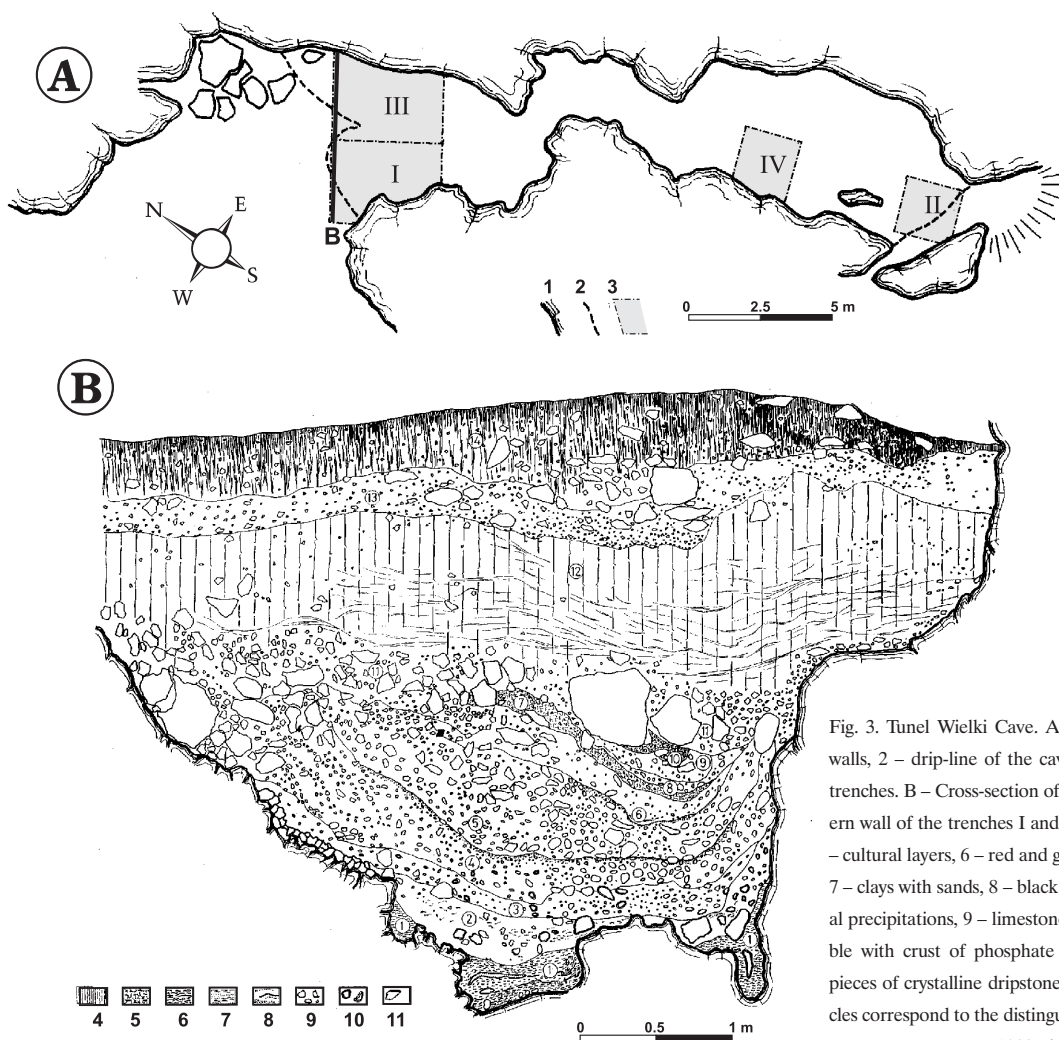 A
III
I
IV
II
B
N
E
W
S
1 2 3
0 2.5 5 m
B
13
12
11
7
11
10
9
8
6
5
4
3
2
1
1
1
4 5 6 7 8 9 10 11
0 0.5 1 m
Fig. 3. Tunel Wielki Cave. A
walls, 2 – drip-line of the cav
trenches. B – Cross-section of
ern wall of the trenches I and
– cultural layers, 6 – red and g
7 – clays with sands, 8 – black
al precipitations, 9 – limestone
ble with crust of phosphate
pieces of crystalline dripstone
cles correspond to the distingu